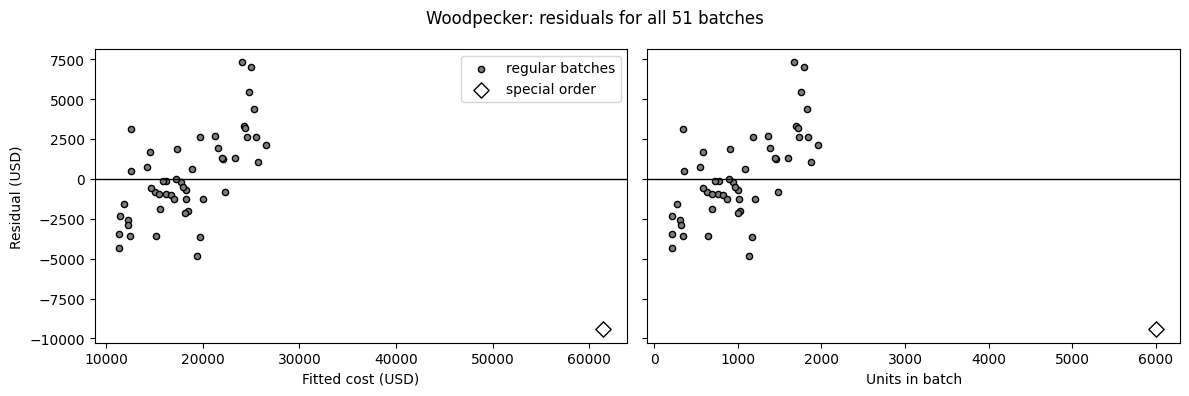 Woodpecker: residuals for all 51 batches
Residual (USD)
7500
5000
2500
0
−2500
−5000
−7500
−10000
regular batches
special order
10000 20000 30000 40000 50000 60000
Fitted cost (USD)
0 1000 2000 3000 4000 5000 6000
Units in batch